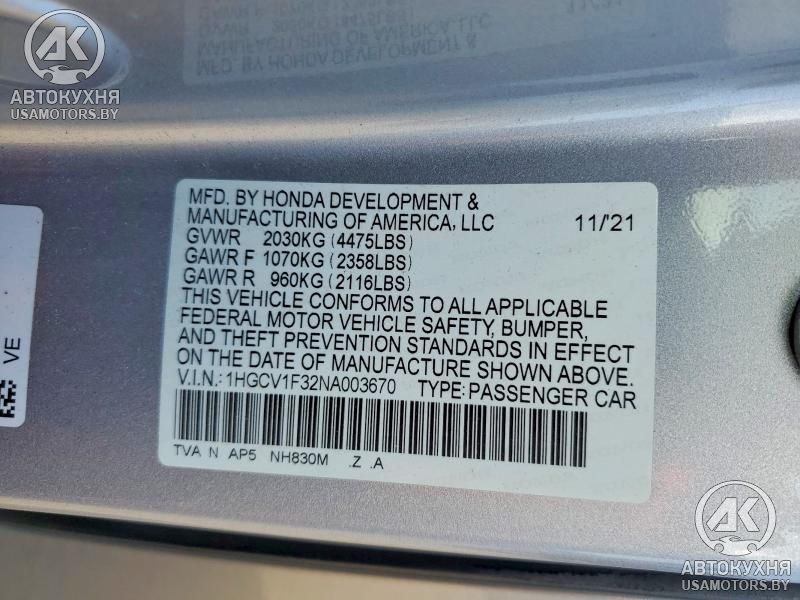 AK
АВТОКУХНЯ
USAMOTORS.BY
MFD. BY HONDA DEVELOPMENT &
MANUFACTURING OF AMERICA, LLC 11/'21
GVWR 2030KG (4475LBS)
GAWR F 1070KG (2358LBS)
GAWR R 960KG (2116LBS)
THIS VEHICLE CONFORMS TO ALL APPLICABLE
FEDERAL MOTOR VEHICLE SAFETY, BUMPER,
AND THEFT PREVENTION STANDARDS IN EFFECT
ON THE DATE OF MANUFACTURE SHOWN ABOVE.
V.I.N.: 1HGCV1F32NA003670 TYPE: PASSENGER CAR
TVA N AP5 NH830M .Z .A
VE
AK
АВТОКУХНЯ
USAMOTORS.BY